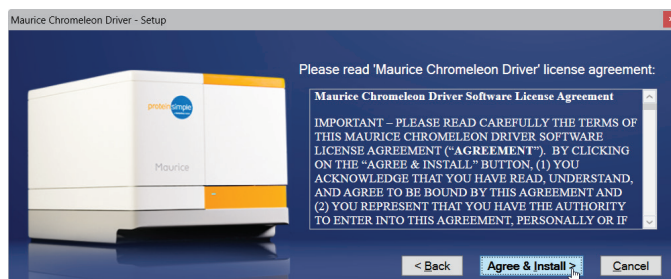 Maurice Chromeleon Driver - Setup
protein simple
Maurice
Please read 'Maurice Chromeleon Driver' license agreement:
Maurice Chromeleon Driver Software License Agreement
IMPORTANT – PLEASE READ CAREFULLY THE TERMS OF
THIS MAURICE CHROMELEON DRIVER SOFTWARE
LICENSE AGREEMENT (“AGREEMENT”). BY CLICKING
ON THE “AGREE & INSTALL” BUTTON, (1) YOU
ACKNOWLEDGE THAT YOU HAVE READ, UNDERSTAND,
AND AGREE TO BE BOUND BY THIS AGREEMENT AND
(2) YOU REPRESENT THAT YOU HAVE THE AUTHORITY
TO ENTER INTO THIS AGREEMENT, PERSONALLY OR IF
< Back Agree & Install > Cancel